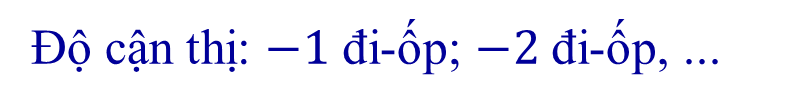 Độ cận thị: −1 đi-ốp; −2 đi-ốp, ...